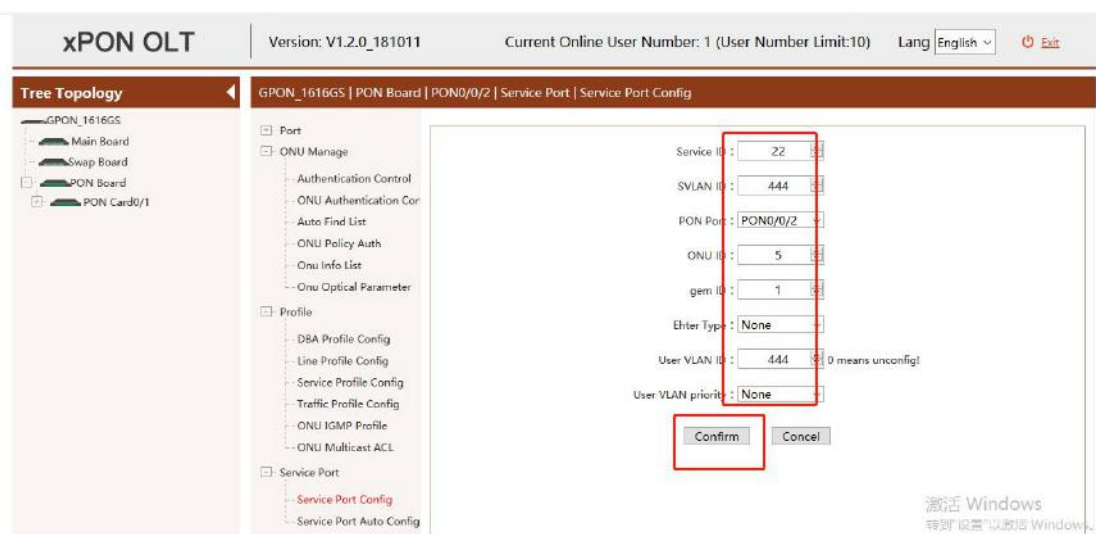 xPON OLT
Version: V1.2.0_181011
Current Online User Number: 1 (User Number Limit:10)
Lang English
Exit
Tree Topology
GPON_1616GS | PON Board | PON0/0/2 | Service Port | Service Port Config
GPON_1616GS
Main Board
Swap Board
PON Board
PON Card0/1
Port
ONU Manage
Authentication Control
ONU Authentication Cor
Auto Find List
ONU Policy Auth
Onu Info List
Onu Optical Parameter
Profile
DBA Profile Config
Line Profile Config
Service Profile Config
Traffic Profile Config
ONU IGMP Profile
ONU Multicast ACL
Service Port
Service Port Config
Service Port Auto Config
Service ID : 22
SVLAN ID : 444
PON Port : PON0/0/2
ONU ID : 5
gem ID : 1
Ehter Type : None
User VLAN ID : 444 0 means unconfig!
User VLAN priority : None
Confirm Concel
激活 Windows
转到"设置"以激活 Windows。